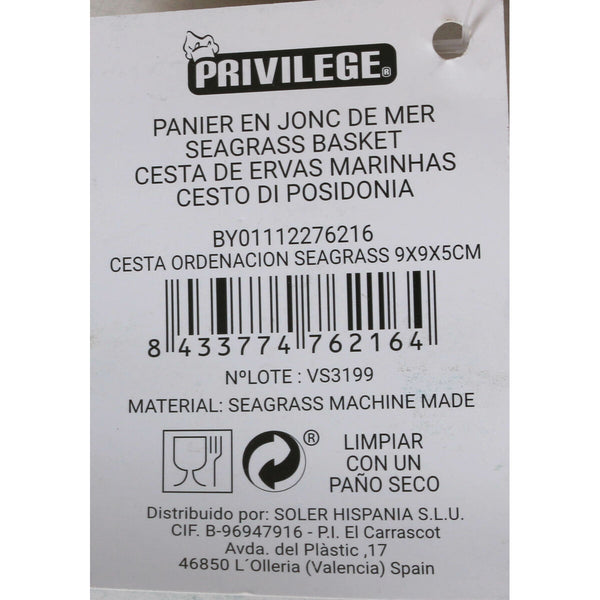 PRIVILEGE®
PANIER EN JONC DE MER
SEAGRASS BASKET
CESTA DE ERVAS MARINHAS
CESTO DI POSIDONIA
BY01112276216
CESTA ORDENACION SEAGRASS 9X9X5CM
8 433774 762164
NºLOTE : VS3199
MATERIAL: SEAGRASS MACHINE MADE
®
LIMPIAR
CON UN
PAÑO SECO
Distribuido por: SOLER HISPANIA S.L.U.
CIF. B-96947916 - P.I. El Carrascot
Avda. del Plàstic ,17
46850 L´Olleria (Valencia) Spain